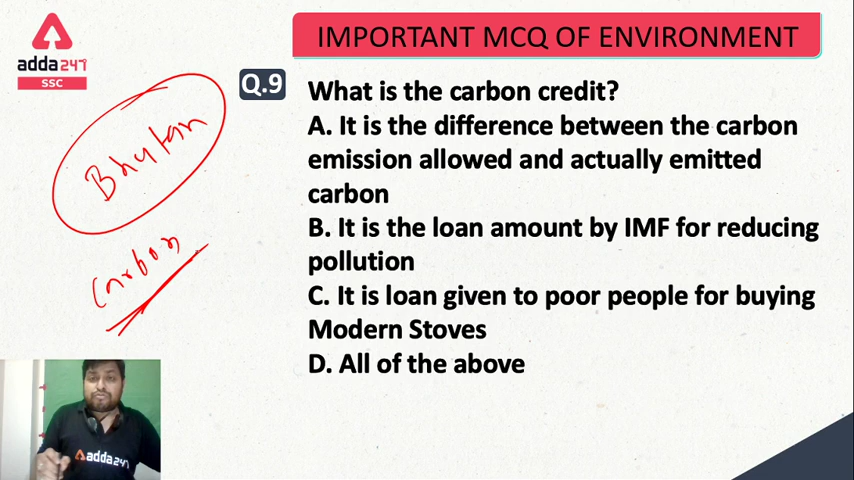 adda247
SSC
IMPORTANT MCQ OF ENVIRONMENT
Q.9
What is the carbon credit?
A. It is the difference between the carbon
emission allowed and actually emitted
carbon
B. It is the loan amount by IMF for reducing
pollution
C. It is loan given to poor people for buying
Modern Stoves
D. All of the above
Bhutan
Carbon
adda247